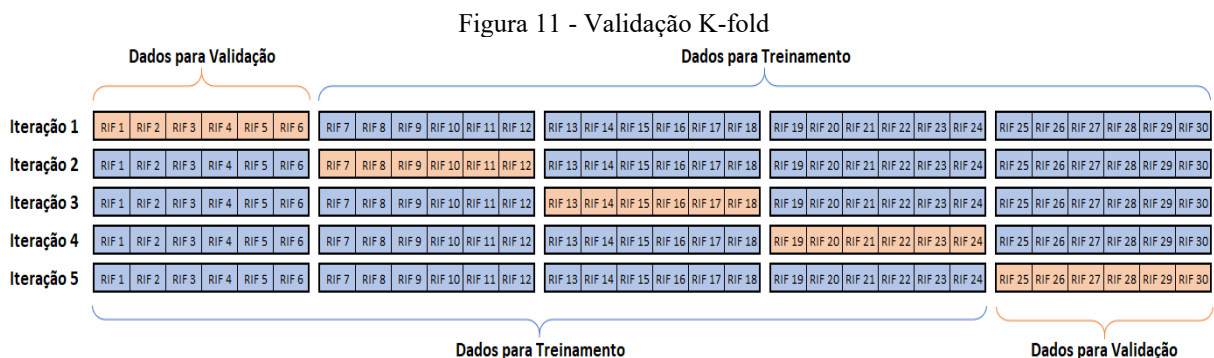 Figura 11 - Validação K-fold
Dados para Validação Dados para Treinamento
Iteração 1 RIF 1 RIF 2 RIF 3 RIF 4 RIF 5 RIF 6 RIF 7 RIF 8 RIF 9 RIF 10 RIF 11 RIF 12 RIF 13 RIF 14 RIF 15 RIF 16 RIF 17 RIF 18 RIF 19 RIF 20 RIF 21 RIF 22 RIF 23 RIF 24 RIF 25 RIF 26 RIF 27 RIF 28 RIF 29 RIF 30
Iteração 2 RIF 1 RIF 2 RIF 3 RIF 4 RIF 5 RIF 6 RIF 7 RIF 8 RIF 9 RIF 10 RIF 11 RIF 12 RIF 13 RIF 14 RIF 15 RIF 16 RIF 17 RIF 18 RIF 19 RIF 20 RIF 21 RIF 22 RIF 23 RIF 24 RIF 25 RIF 26 RIF 27 RIF 28 RIF 29 RIF 30
Iteração 3 RIF 1 RIF 2 RIF 3 RIF 4 RIF 5 RIF 6 RIF 7 RIF 8 RIF 9 RIF 10 RIF 11 RIF 12 RIF 13 RIF 14 RIF 15 RIF 16 RIF 17 RIF 18 RIF 19 RIF 20 RIF 21 RIF 22 RIF 23 RIF 24 RIF 25 RIF 26 RIF 27 RIF 28 RIF 29 RIF 30
Iteração 4 RIF 1 RIF 2 RIF 3 RIF 4 RIF 5 RIF 6 RIF 7 RIF 8 RIF 9 RIF 10 RIF 11 RIF 12 RIF 13 RIF 14 RIF 15 RIF 16 RIF 17 RIF 18 RIF 19 RIF 20 RIF 21 RIF 22 RIF 23 RIF 24 RIF 25 RIF 26 RIF 27 RIF 28 RIF 29 RIF 30
Iteração 5 RIF 1 RIF 2 RIF 3 RIF 4 RIF 5 RIF 6 RIF 7 RIF 8 RIF 9 RIF 10 RIF 11 RIF 12 RIF 13 RIF 14 RIF 15 RIF 16 RIF 17 RIF 18 RIF 19 RIF 20 RIF 21 RIF 22 RIF 23 RIF 24 RIF 25 RIF 26 RIF 27 RIF 28 RIF 29 RIF 30
Dados para Treinamento Dados para Validação